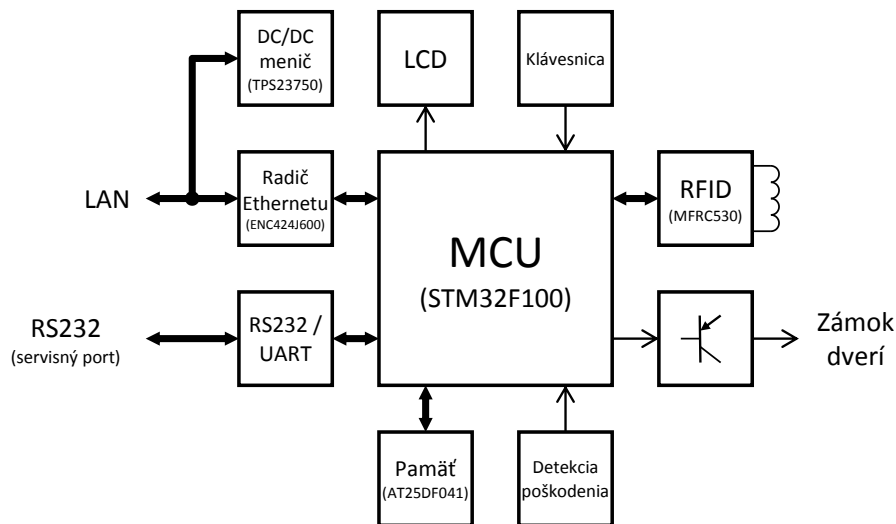 DC/DC
menič
(TPS23750)
LCD
Klávesnica
LAN
Radič
Ethernetu
(ENC424J600)
MCU
(STM32F100)
RFID
(MFRC530)
RS232
(servisný port)
RS232 /
UART
Zámok
dverí
Pamäť
(AT25DF041)
Detekcia
poškodenia